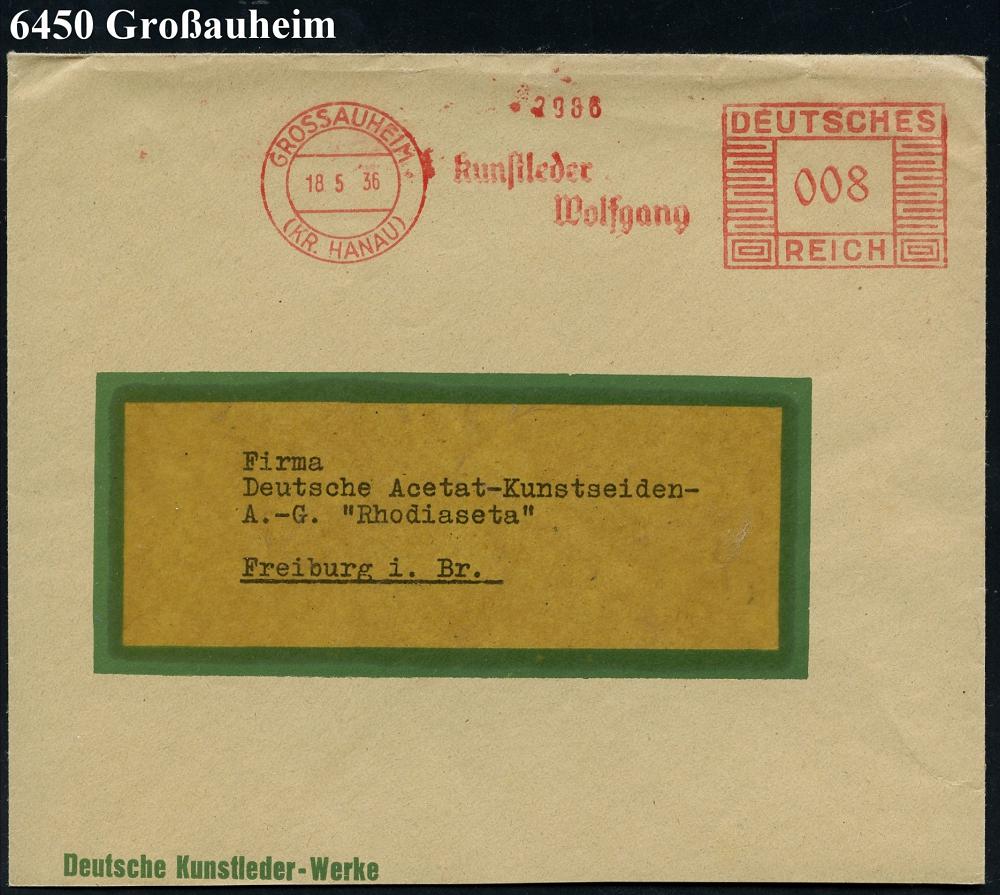 6450 Großauheim
GROSSAUHEIM
18 5 36
(KR. HANAU)
2986
Kunstleder
Wolfgang
DEUTSCHES
008
REICH
Firma
Deutsche Acetat-Kunstseiden-
A.-G. "Rhodiaseta"
Freiburg i. Br.
Deutsche Kunstleder-Werke